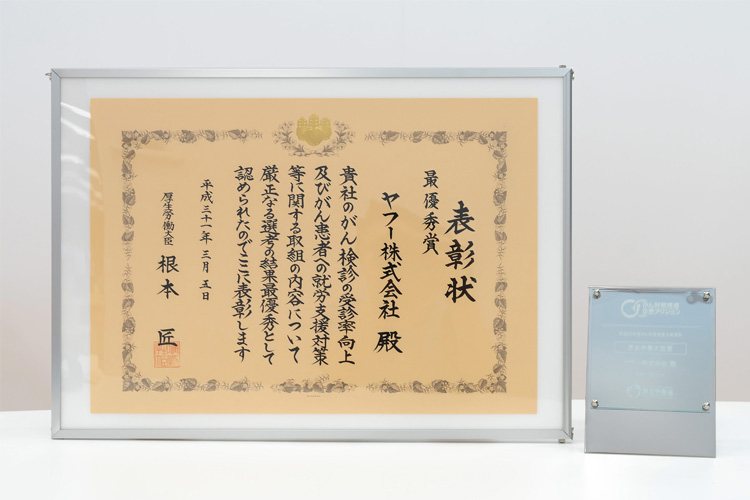 表彰状
最優秀賞
ヤフー株式会社 殿
貴社のがん検診の受診率向上
及びがん患者への就労支援対策
等に関する取組の内容について
厳正なる選考の結果最優秀として
認められたのでここに表彰します
平成三十一年三月五日
厚生労働大臣 根本 匠